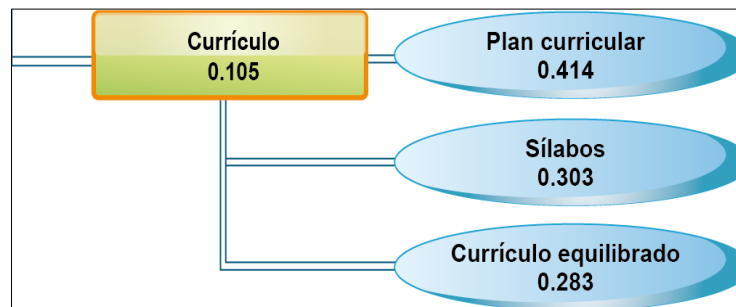 Currículo
0.105
Plan curricular
0.414
Sílabos
0.303
Currículo equilibrado
0.283